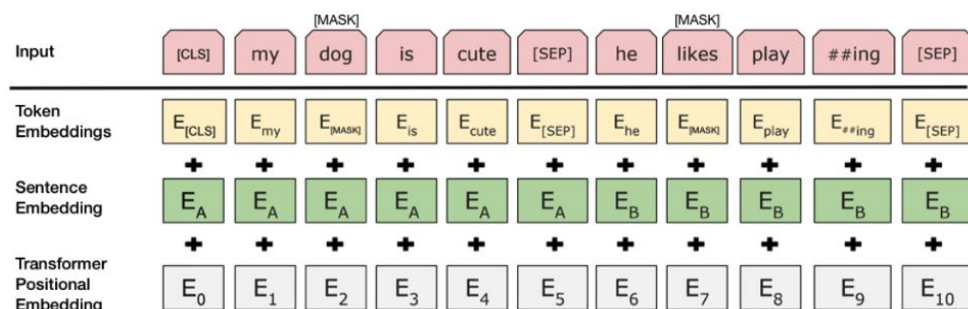 [MASK] [MASK]
Input [CLS] my dog is cute [SEP] he likes play ##ing [SEP]
Token
Embeddings
E[CLS] Emy E[MASK] Eis Ecute E[SEP] Ehe E[MASK] Eplay E##ing E[SEP]
+ + + + + + + + + + +
Sentence
Embedding
EA EA EA EA EA EA EB EB EB EB EB
+ + + + + + + + + + +
Transformer
Positional
Embedding
E0 E1 E2 E3 E4 E5 E6 E7 E8 E9 E10